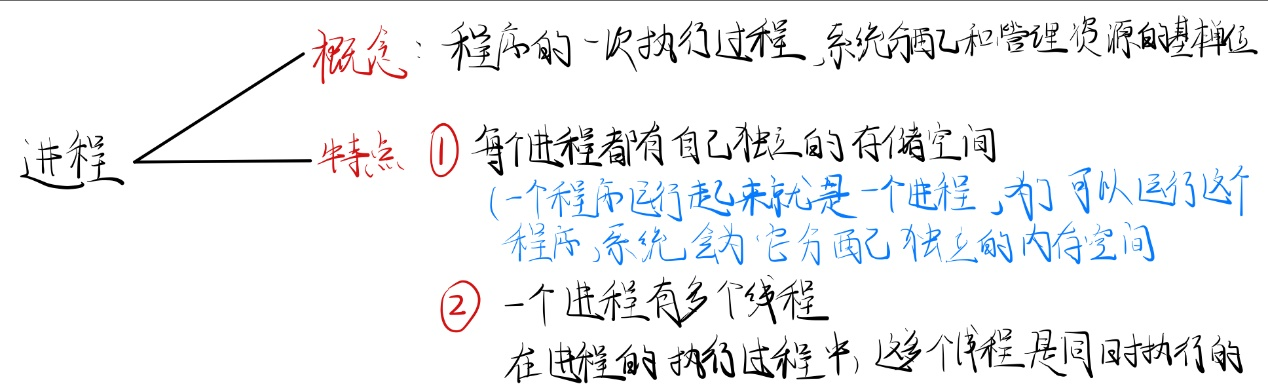 概念：程序的一次执行过程，系统分配和管理资源的基本单位
进程
特点 ① 每个进程都有自己独立的存储空间
(一个程序运行起来就是一个进程，为了可以运行这个
程序，系统会为它分配独立的内存空间
② 一个进程有多个线程
在进程的执行过程中，这多个线程是同时执行的